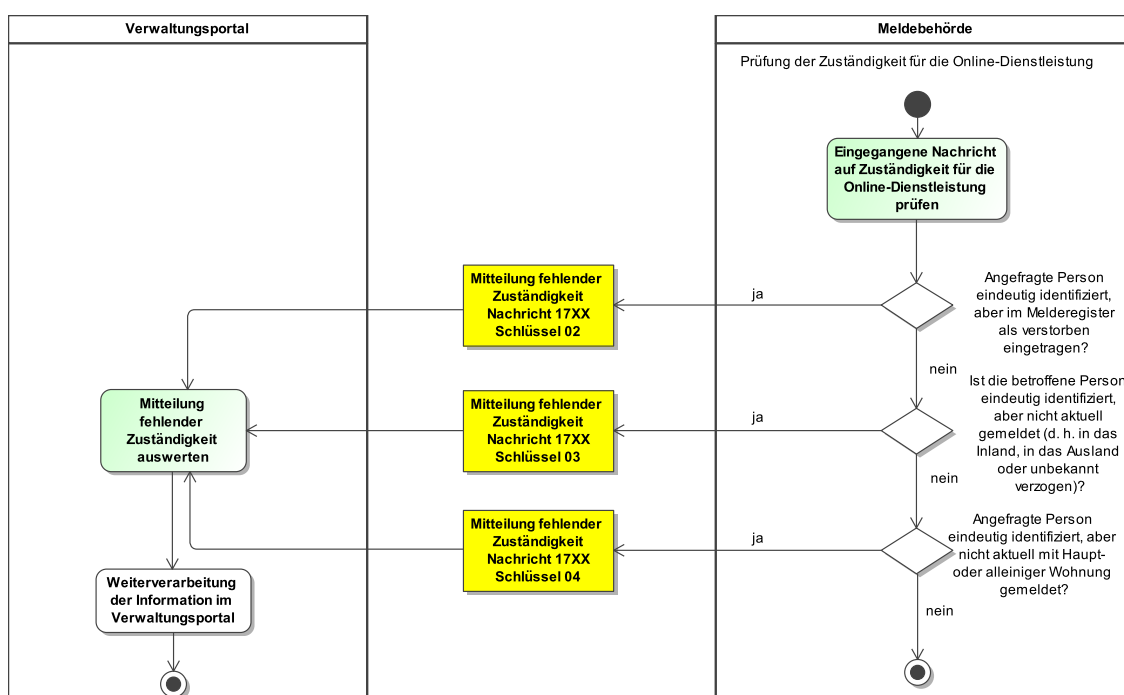 Verwaltungsportal
Meldebehörde
Prüfung der Zuständigkeit für die Online-Dienstleistung
Eingegangene Nachricht
auf Zuständigkeit für die
Online-Dienstleistung
prüfen
Angefragte Person
eindeutig identifiziert,
aber im Melderegister
als verstorben
eingetragen?
ja
Mitteilung fehlender
Zuständigkeit
Nachricht 17XX
Schlüssel 02
nein
Ist die betroffene Person
eindeutig identifiziert,
aber nicht aktuell
gemeldet (d. h. in das
Inland, in das Ausland
oder unbekannt
verzogen)?
ja
Mitteilung fehlender
Zuständigkeit
Nachricht 17XX
Schlüssel 03
Mitteilung
fehlender
Zuständigkeit
auswerten
nein
Angefragte Person
eindeutig identifiziert, aber
nicht aktuell mit Haupt-
oder alleiniger Wohnung
gemeldet?
ja
Mitteilung fehlender
Zuständigkeit
Nachricht 17XX
Schlüssel 04
Weiterverarbeitung
der Information im
Verwaltungsportal
nein